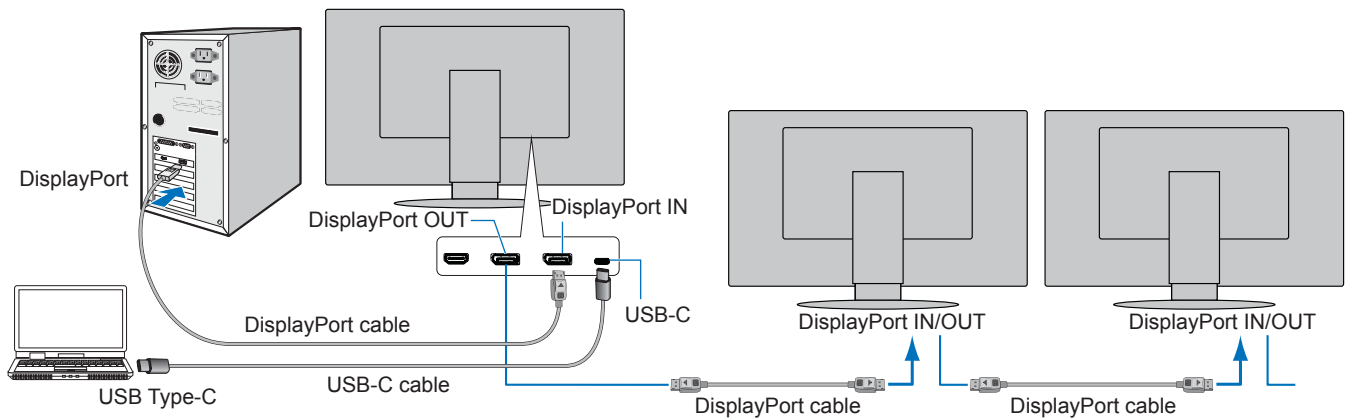 DisplayPort
DisplayPort OUT
DisplayPort IN
USB-C
DisplayPort cable
USB Type-C
USB-C cable
DisplayPort IN/OUT
DisplayPort IN/OUT
DisplayPort cable
DisplayPort cable